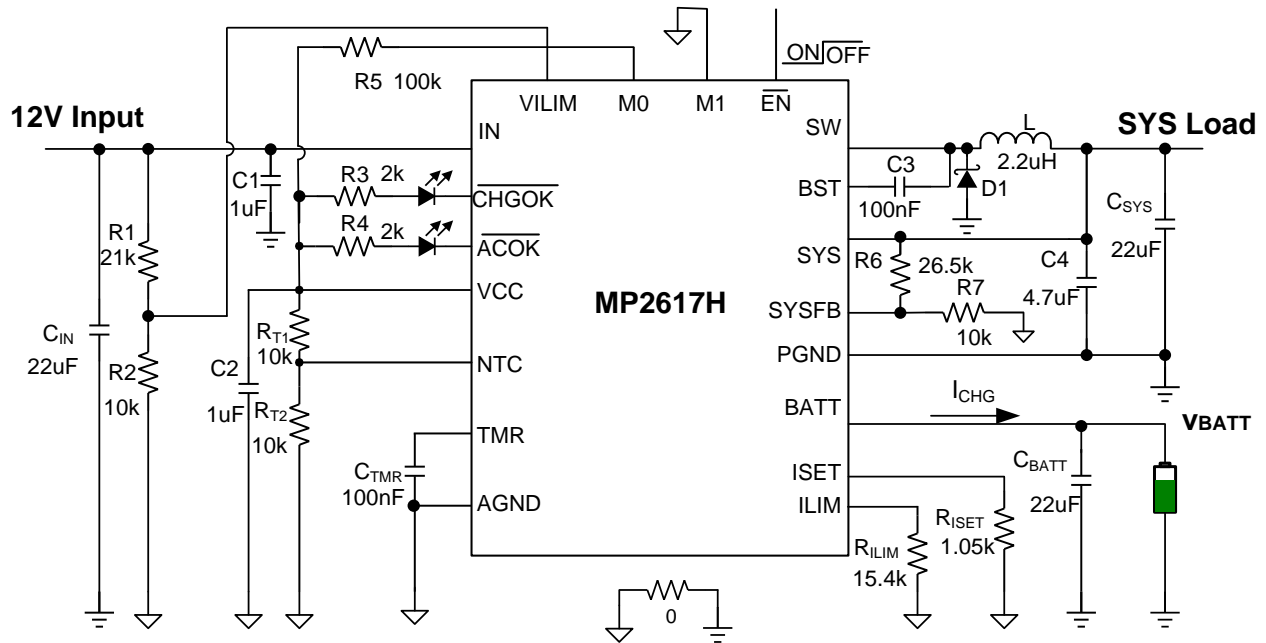 ON OFF
R5 100k
VILIM M0 M1 EN
12V Input
IN
SW
L
SYS Load
2.2uH
C1
1uF
R3 2k
CHGOK
BST
C3
100nF
D1
R1
21k
R4 2k
ACOK
CSYS
22uF
SYS
R6
26.5k
C4
4.7uF
VCC
MP2617H
SYSFB
R7
10k
CIN
22uF
RT1
10k
R2
10k
C2
1uF
NTC
PGND
RT2
10k
BATT
ICHG
VBATT
TMR
CTMR
100nF
CBATT
22uF
ISET
AGND
ILIM
RISET
1.05k
RILIM
15.4k
0